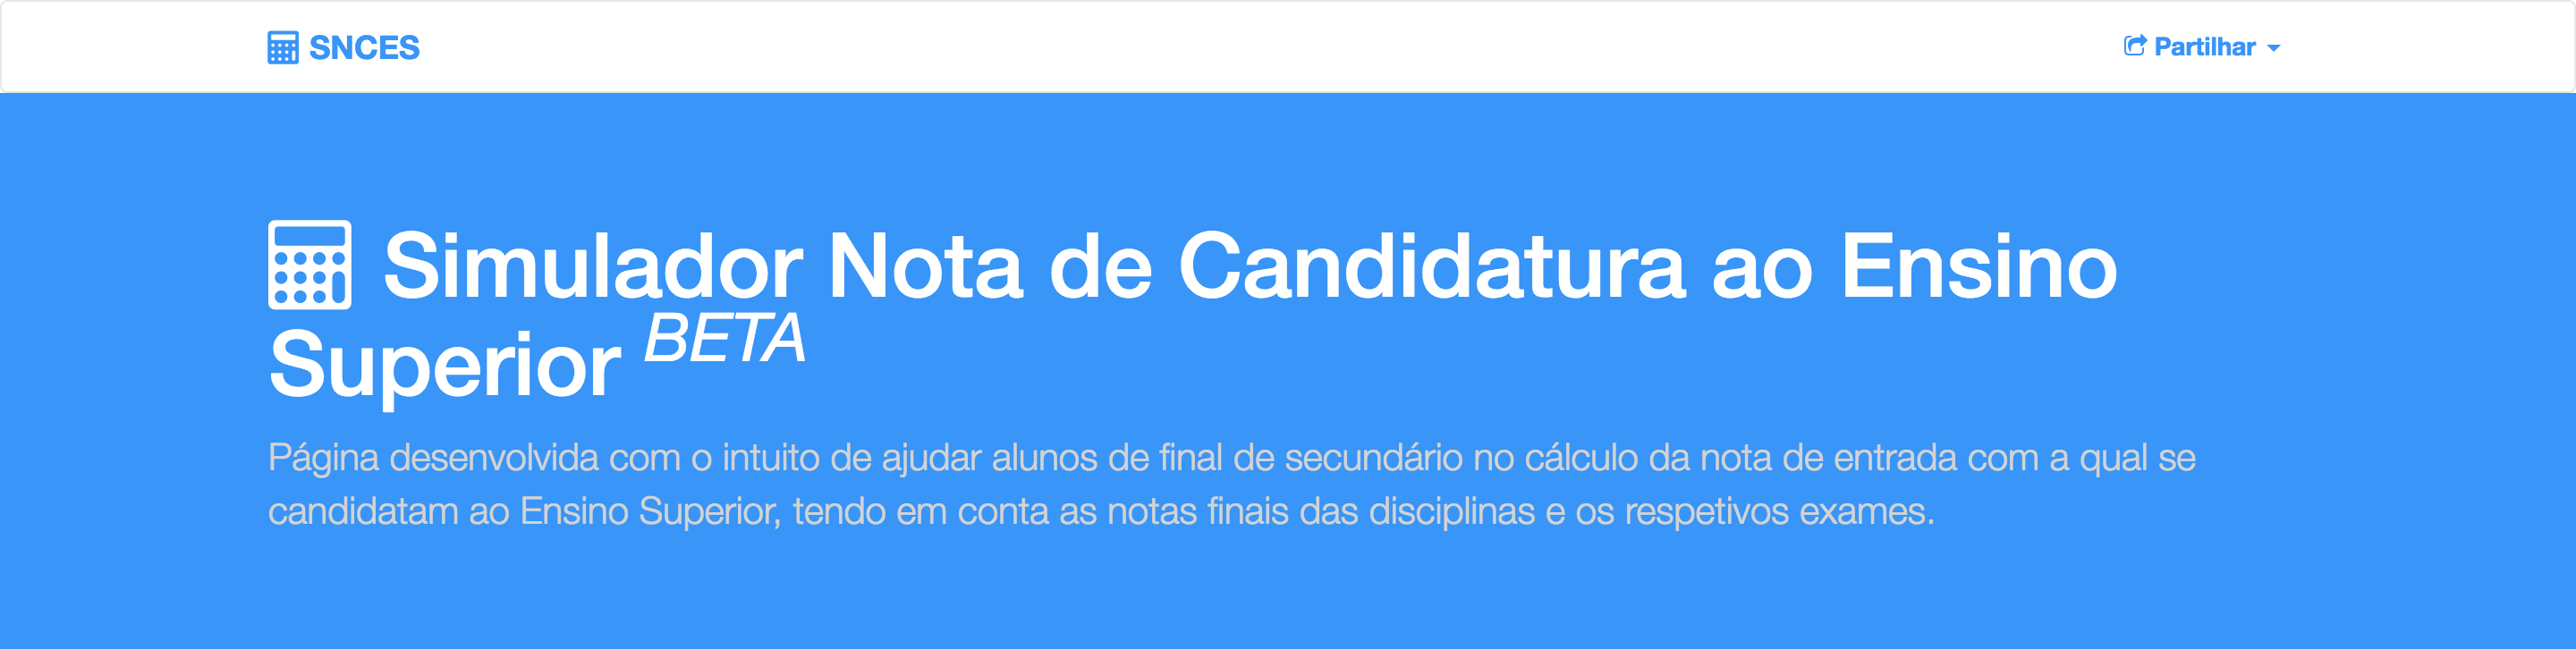 SNCES
Partilhar
Simulador Nota de Candidatura ao Ensino
Superior BETA
Página desenvolvida com o intuito de ajudar alunos de final de secundário no cálculo da nota de entrada com a qual se
candidatam ao Ensino Superior, tendo em conta as notas finais das disciplinas e os respetivos exames.